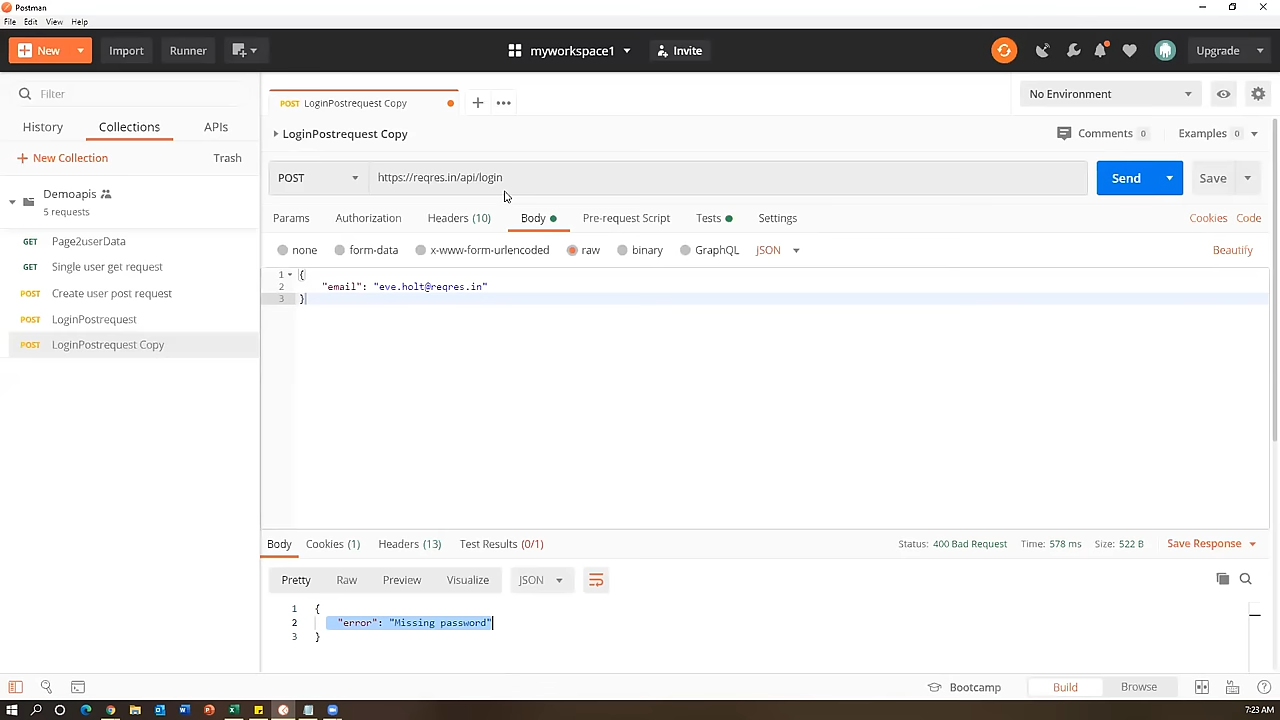 Postman
File Edit View Help
New Import Runner myworkspace1 Invite Upgrade
Filter
History Collections APIs
New Collection Trash
Demoapis
5 requests
GET Page2userData
GET Single user get request
POST Create user post request
POST LoginPostrequest
POST LoginPostrequest Copy
POST LoginPostrequest Copy No Environment
LoginPostrequest Copy Comments 0 Examples 0
POST https://reqres.in/api/login Send Save
Params Authorization Headers (10) Body Pre-request Script Tests Settings Cookies Code
none form-data x-www-form-urlencoded raw binary GraphQL JSON Beautify
1 {
2 "email": "eve.holt@reqres.in"
3 }
Body Cookies (1) Headers (13) Test Results (0/1) Status: 400 Bad Request Time: 578 ms Size: 522 B Save Response
Pretty Raw Preview Visualize JSON
1 {
2 "error": "Missing password"
3 }
Bootcamp Build Browse
7:23 AM